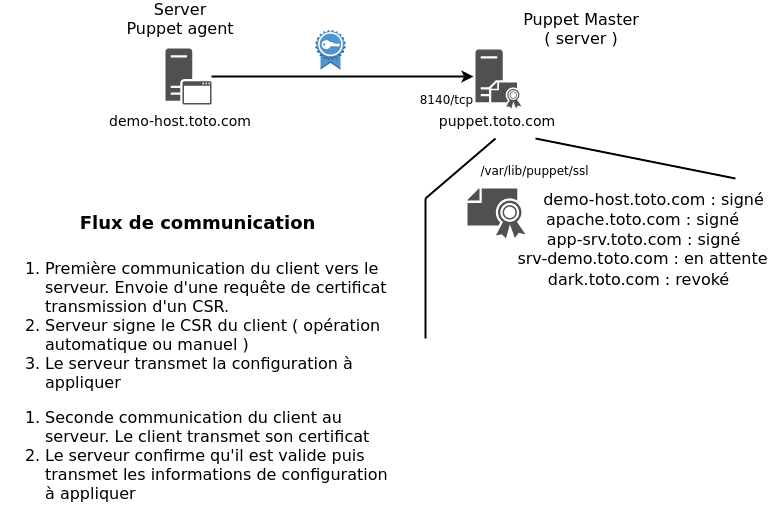 Server
Puppet agent
Puppet Master
( server )
8140/tcp
demo-host.toto.com
puppet.toto.com
/var/lib/puppet/ssl
demo-host.toto.com : signé
apache.toto.com : signé
app-srv.toto.com : signé
srv-demo.toto.com : en attente
dark.toto.com : revoké
Flux de communication
1. Première communication du client vers le
serveur. Envoie d'une requête de certificat
transmission d'un CSR.
2. Serveur signe le CSR du client ( opération
automatique ou manuel )
3. Le serveur transmet la configuration à
appliquer
1. Seconde communication du client au
serveur. Le client transmet son certificat
2. Le serveur confirme qu'il est valide puis
transmet les informations de configuration
à appliquer